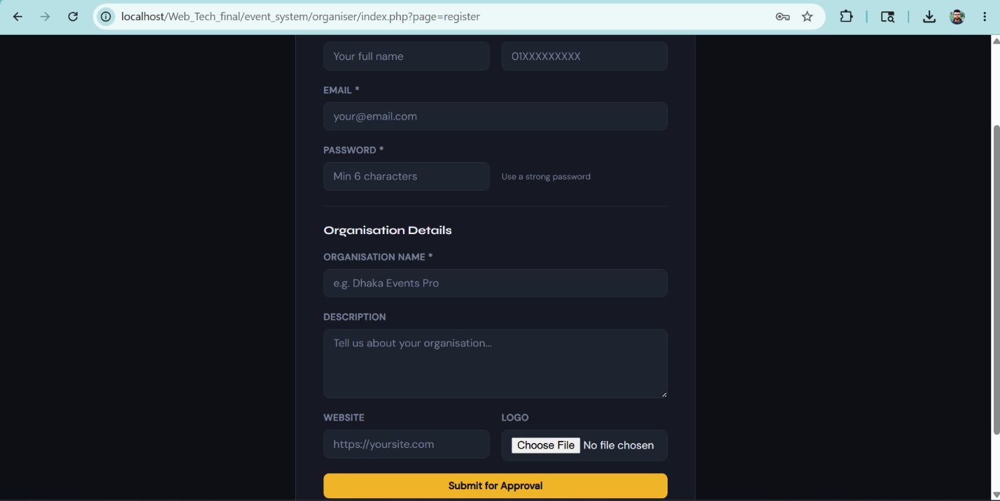 localhost/Web_Tech_final/event_system/organiser/index.php?page=register
Your full name 01XXXXXXXXX
EMAIL *
your@email.com
PASSWORD *
Min 6 characters Use a strong password
Organisation Details
ORGANISATION NAME *
e.g. Dhaka Events Pro
DESCRIPTION
Tell us about your organisation...
WEBSITE LOGO
https://yoursite.com Choose File No file chosen
Submit for Approval